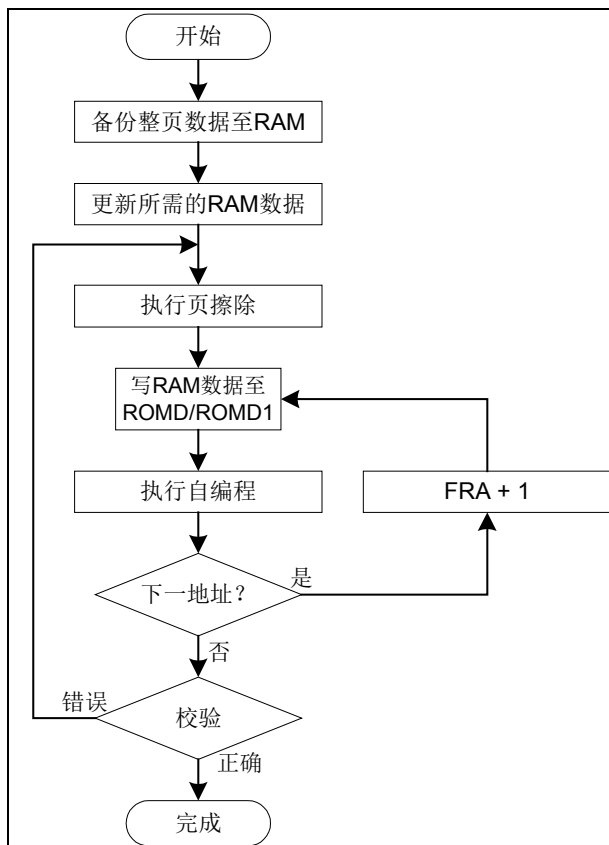 开始
备份整页数据至RAM
更新所需的RAM数据
执行页擦除
写RAM数据至
ROMD/ROMD1
执行自编程
FRA + 1
下一地址？
是
否
错误
校验
正确
完成